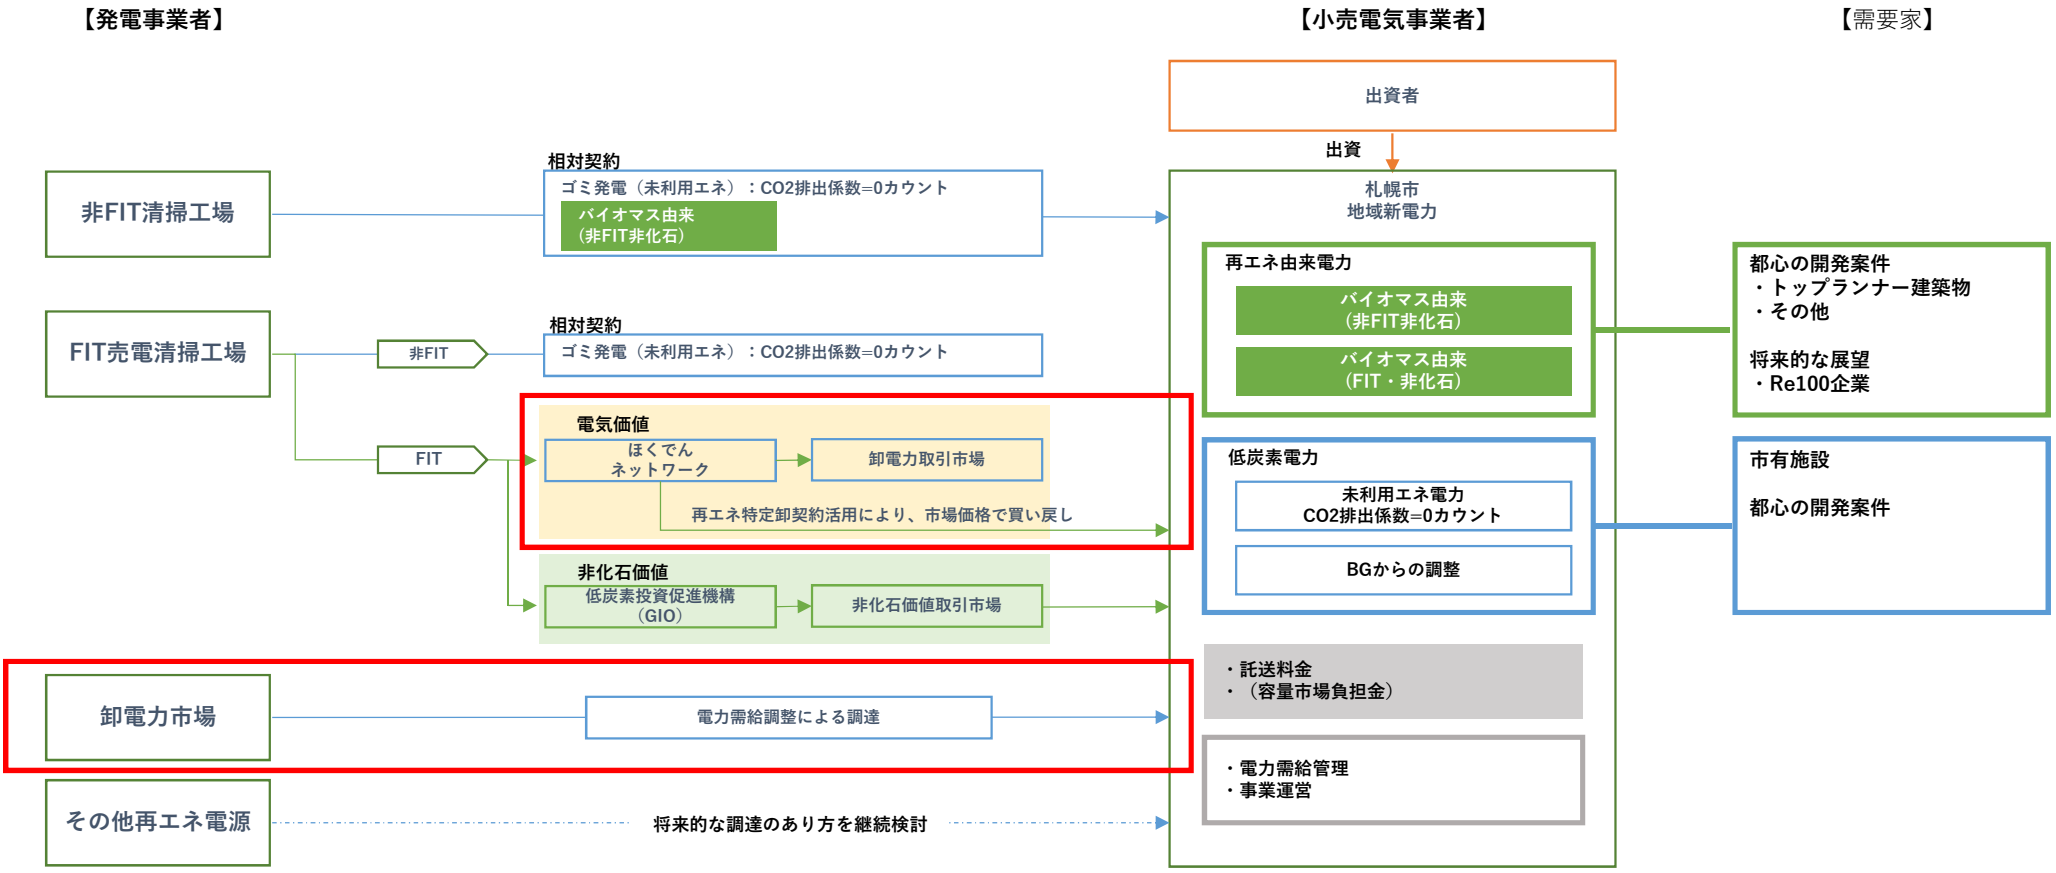 【発電事業者】
【小売電気事業者】
【需要家】
出資者
出資
非FIT清掃工場
相対契約
ゴミ発電（未利用エネ）：CO2排出係数=0カウント
バイオマス由来
(非FIT非化石)
FIT売電清掃工場
非FIT
相対契約
ゴミ発電（未利用エネ）：CO2排出係数=0カウント
FIT
電気価値
ほくでん
ネットワーク
卸電力取引市場
再エネ特定卸契約活用により、市場価格で買い戻し
非化石価値
低炭素投資促進機構
（GIO）
非化石価値取引市場
卸電力市場
電力需給調整による調達
その他再エネ電源
将来的な調達のあり方を継続検討
札幌市
地域新電力
再エネ由来電力
バイオマス由来
(非FIT非化石)
バイオマス由来
(FIT・非化石)
低炭素電力
未利用エネ電力
CO2排出係数=0カウント
BGからの調整
・託送料金
・（容量市場負担金）
・電力需給管理
・事業運営
都心の開発案件
・トップランナー建築物
・その他
将来的な展望
・Re100企業
市有施設
都心の開発案件